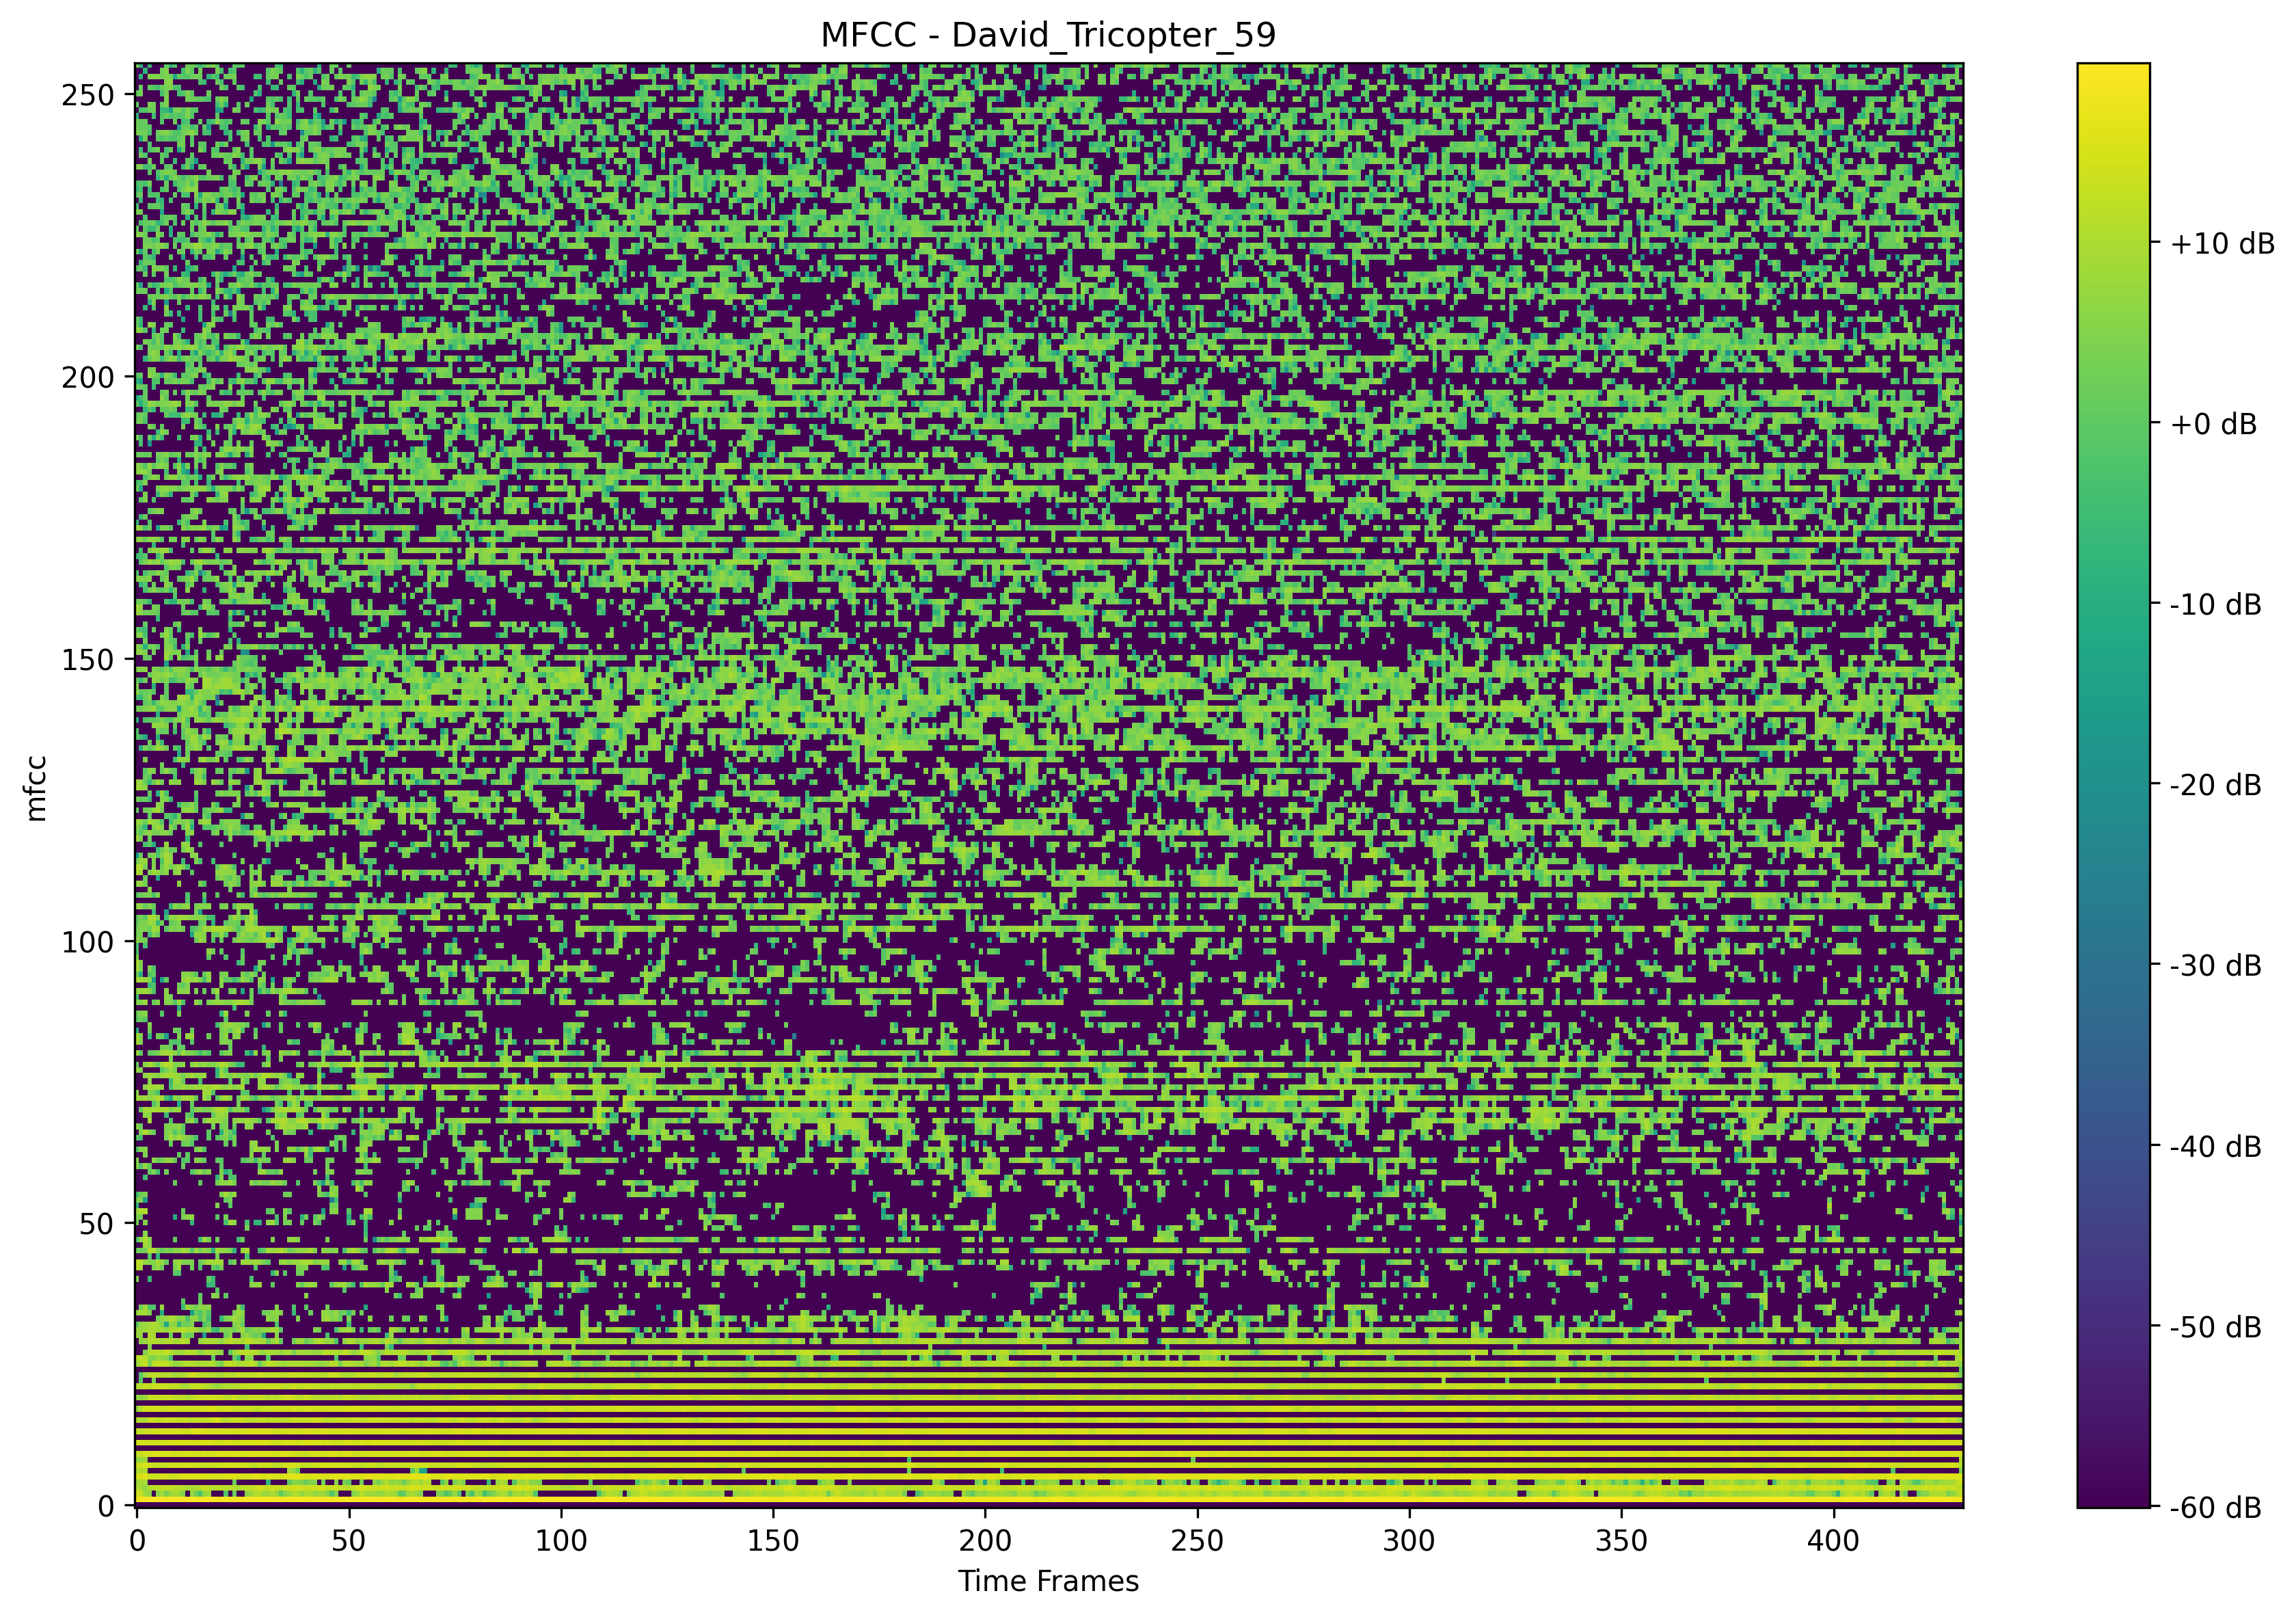 MFCC - David_Tricopter_59
250
200
150
100
50
0
mfcc
0 50 100 150 200 250 300 350 400
Time Frames
+10 dB
+0 dB
-10 dB
-20 dB
-30 dB
-40 dB
-50 dB
-60 dB